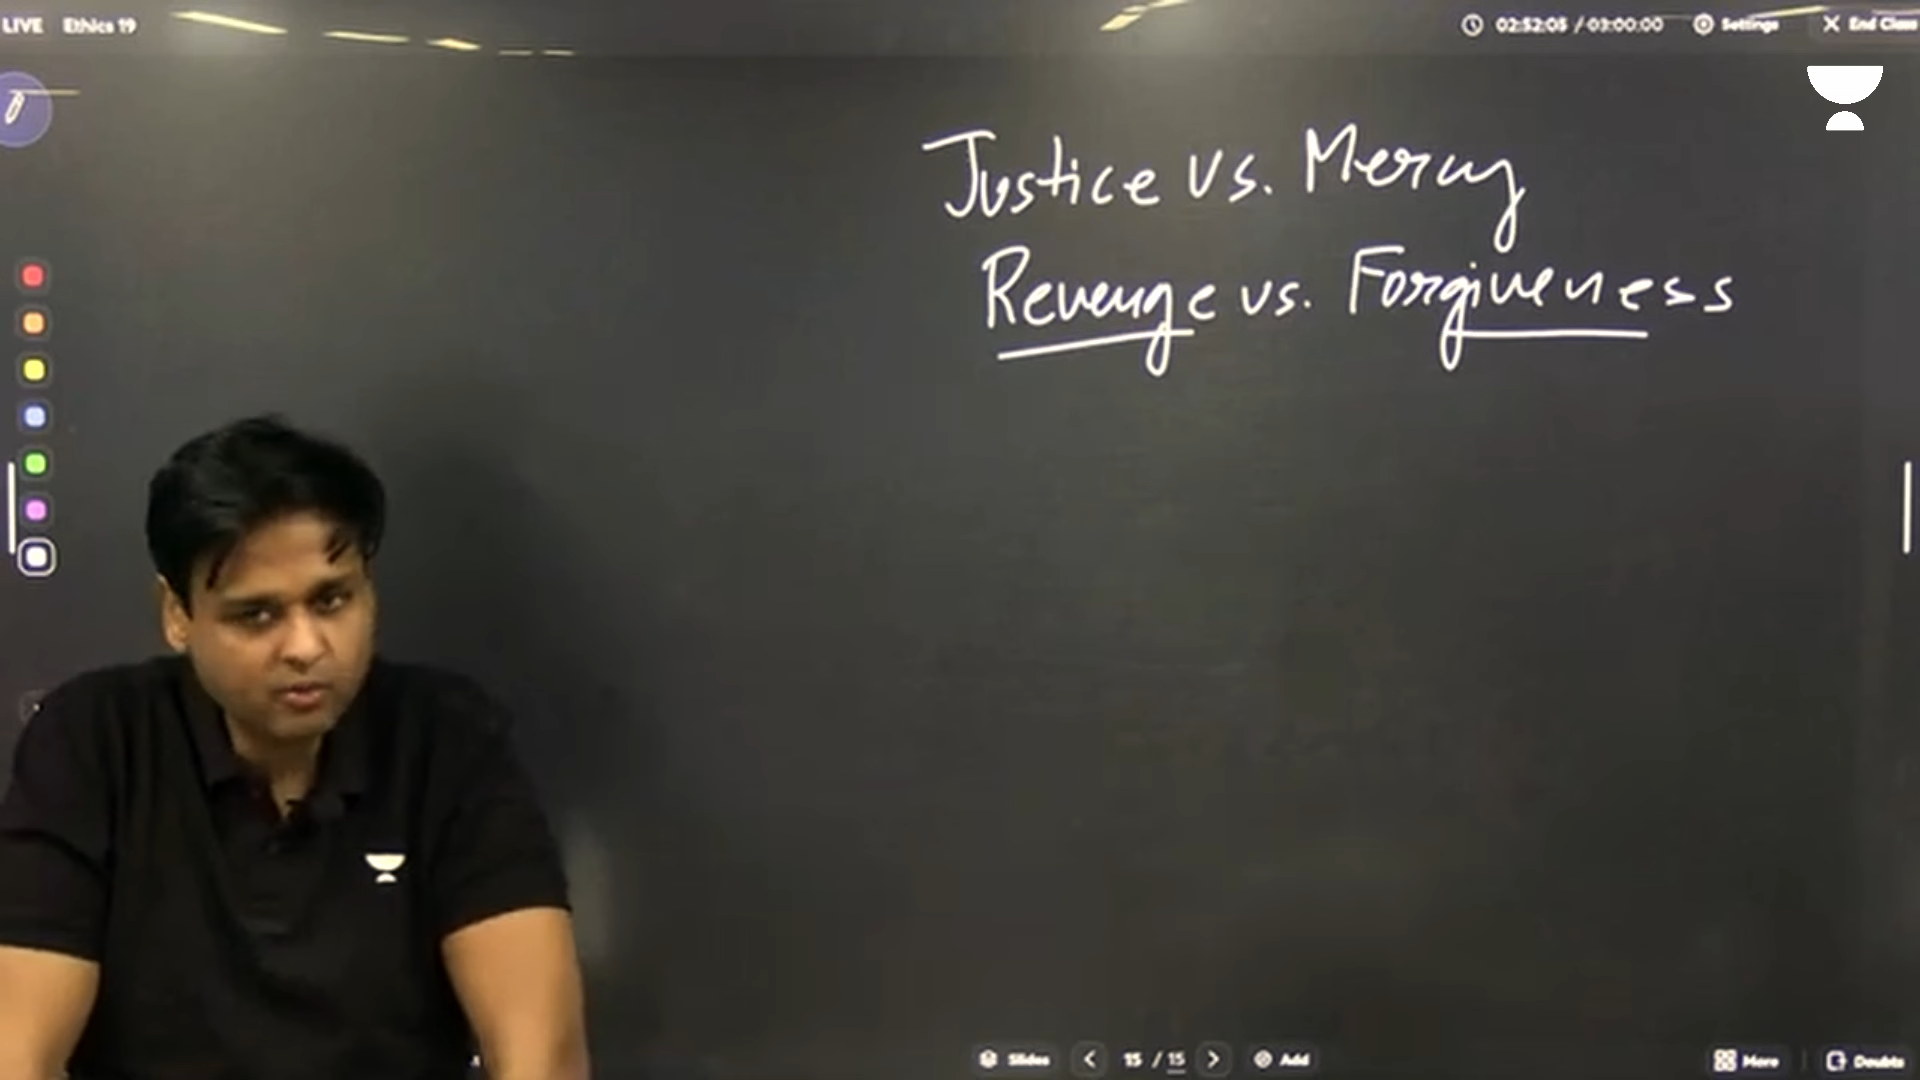 LIVE Ethics 19
02:52:05 / 03:00:00 Settings End Class
Justice vs. Mercy
Revenge vs. Forgiveness
Slides 15 / 15 Add
More Doubts